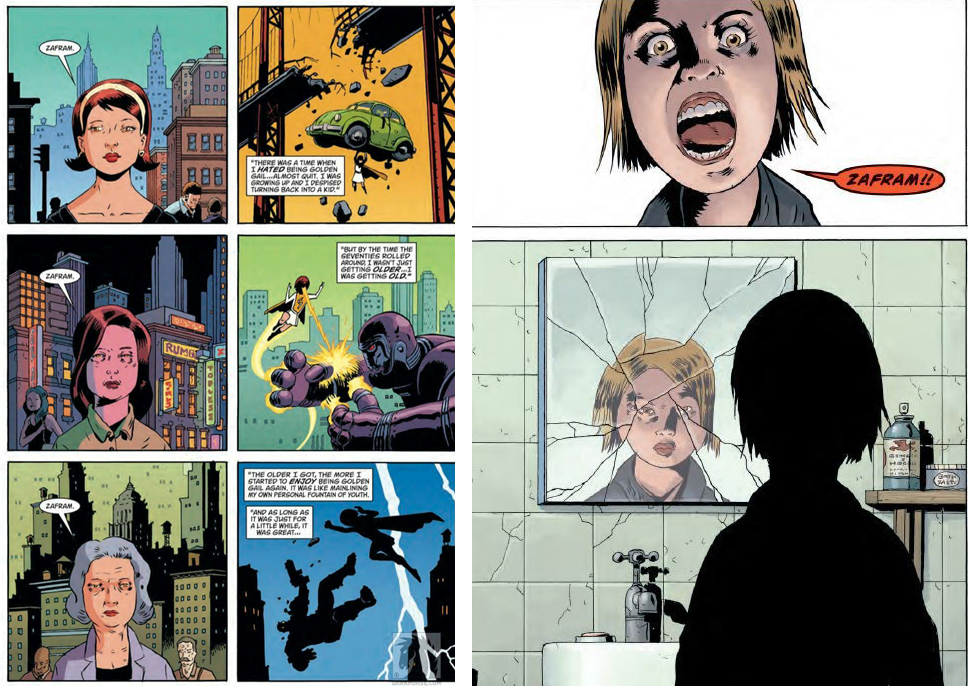 ZAFRAM.
"THERE WAS A TIME WHEN
I HATED BEING GOLDEN
GAIL...ALMOST QUIT. I WAS
GROWING UP AND I DESPISED
TURNING BACK INTO A KID."
ZAFRAM.
RUMBA
TOPLESS
"BUT BY THE TIME THE
SEVENTIES ROLLED
AROUND, I WASN'T JUST
GETTING OLDER...I
WAS GETTING OLD."
ZAFRAM.
"THE OLDER I GOT, THE MORE I
STARTED TO ENJOY BEING GOLDEN
GAIL AGAIN. IT WAS LIKE MAINLINING
MY OWN PERSONAL FOUNTAIN OF YOUTH.
"AND AS LONG AS
IT WAS JUST FOR
A LITTLE WHILE, IT
WAS GREAT...
ZAFRAM!!